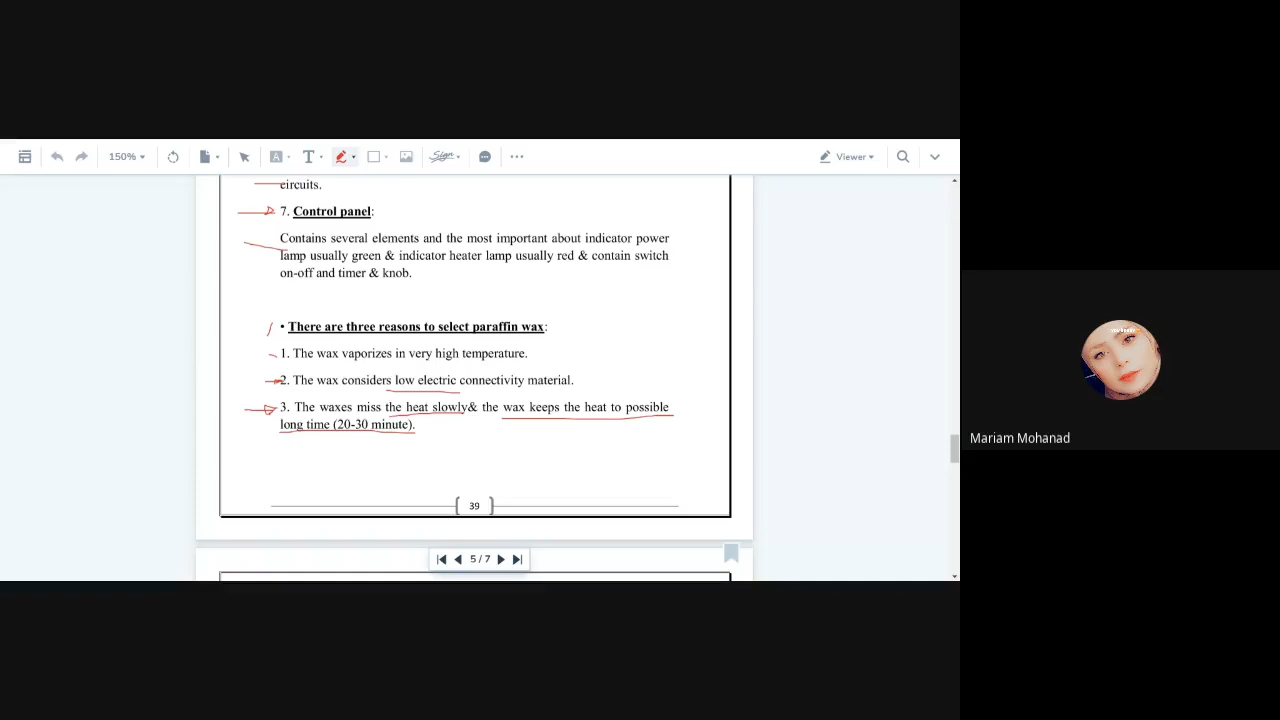 150%
T
Sign
Viewer
circuits.
7. Control panel:
Contains several elements and the most important about indicator power
lamp usually green & indicator heater lamp usually red & contain switch
on-off and timer & knob.
• There are three reasons to select paraffin wax:
1. The wax vaporizes in very high temperature.
2. The wax considers low electric connectivity material.
3. The waxes miss the heat slowly& the wax keeps the heat to possible
long time (20-30 minute).
39
5 / 7
Mariam Mohanad